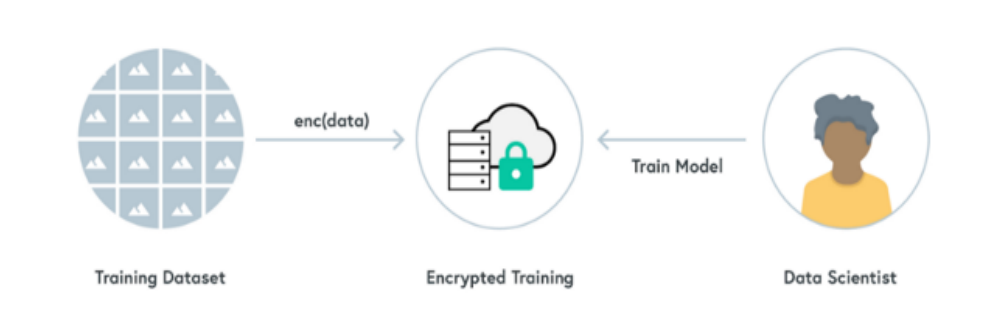 enc(data)
Train Model
Training Dataset
Encrypted Training
Data Scientist